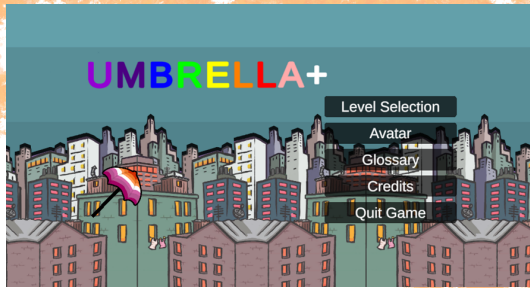 UMBRELLA+
Level Selection
Avatar
Glossary
Credits
Quit Game